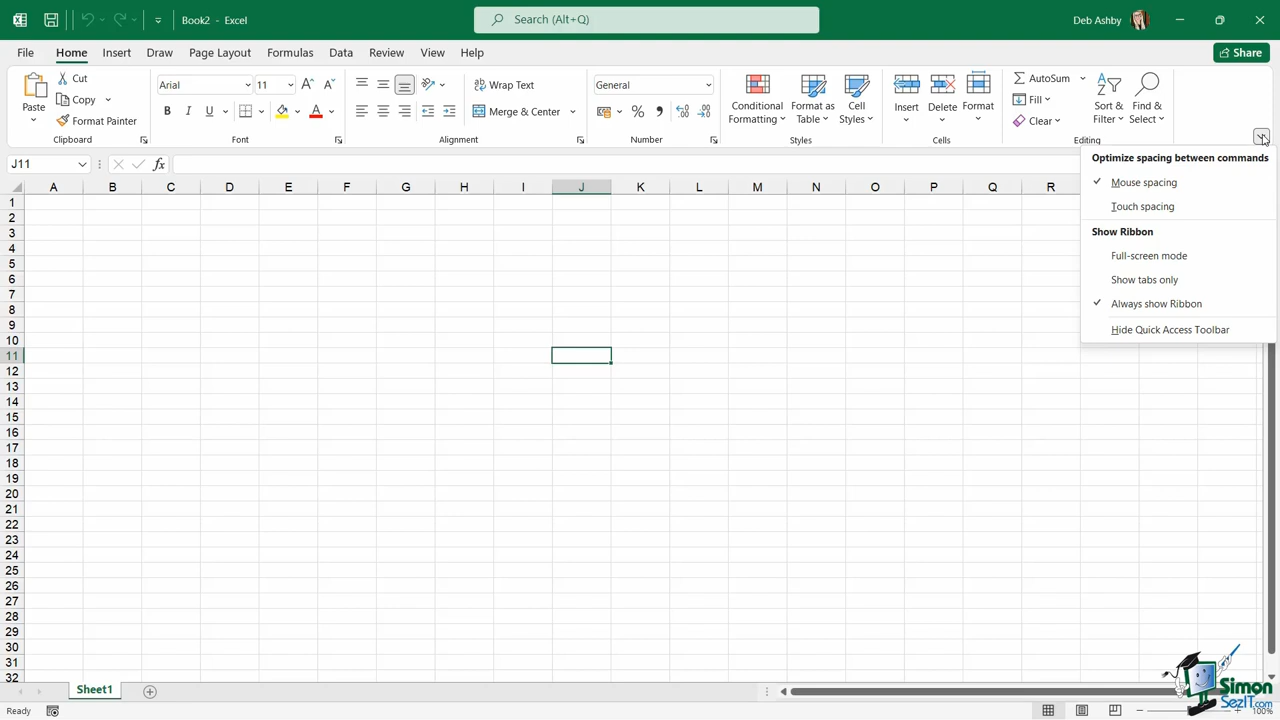 Book2 - Excel
Search (Alt+Q)
Deb Ashby
File Home Insert Draw Page Layout Formulas Data Review View Help
Share
Paste
Cut
Copy
Format Painter
Clipboard
Arial
11
B I U
Font
Wrap Text
Merge & Center
Alignment
General
Number
Conditional Formatting
Format as Table
Cell Styles
Styles
Insert
Delete
Format
Cells
AutoSum
Fill
Clear
Sort & Filter
Find & Select
Editing
J11
fx
Optimize spacing between commands
Mouse spacing
Touch spacing
Show Ribbon
Full-screen mode
Show tabs only
Always show Ribbon
Hide Quick Access Toolbar
A B C D E F G H I J K L M N O P Q R
1
2
3
4
5
6
7
8
9
10
11
12
13
14
15
16
17
18
19
20
21
22
23
24
25
26
27
28
29
30
31
32
Sheet1
Simon
SezIT.com
Ready
100%